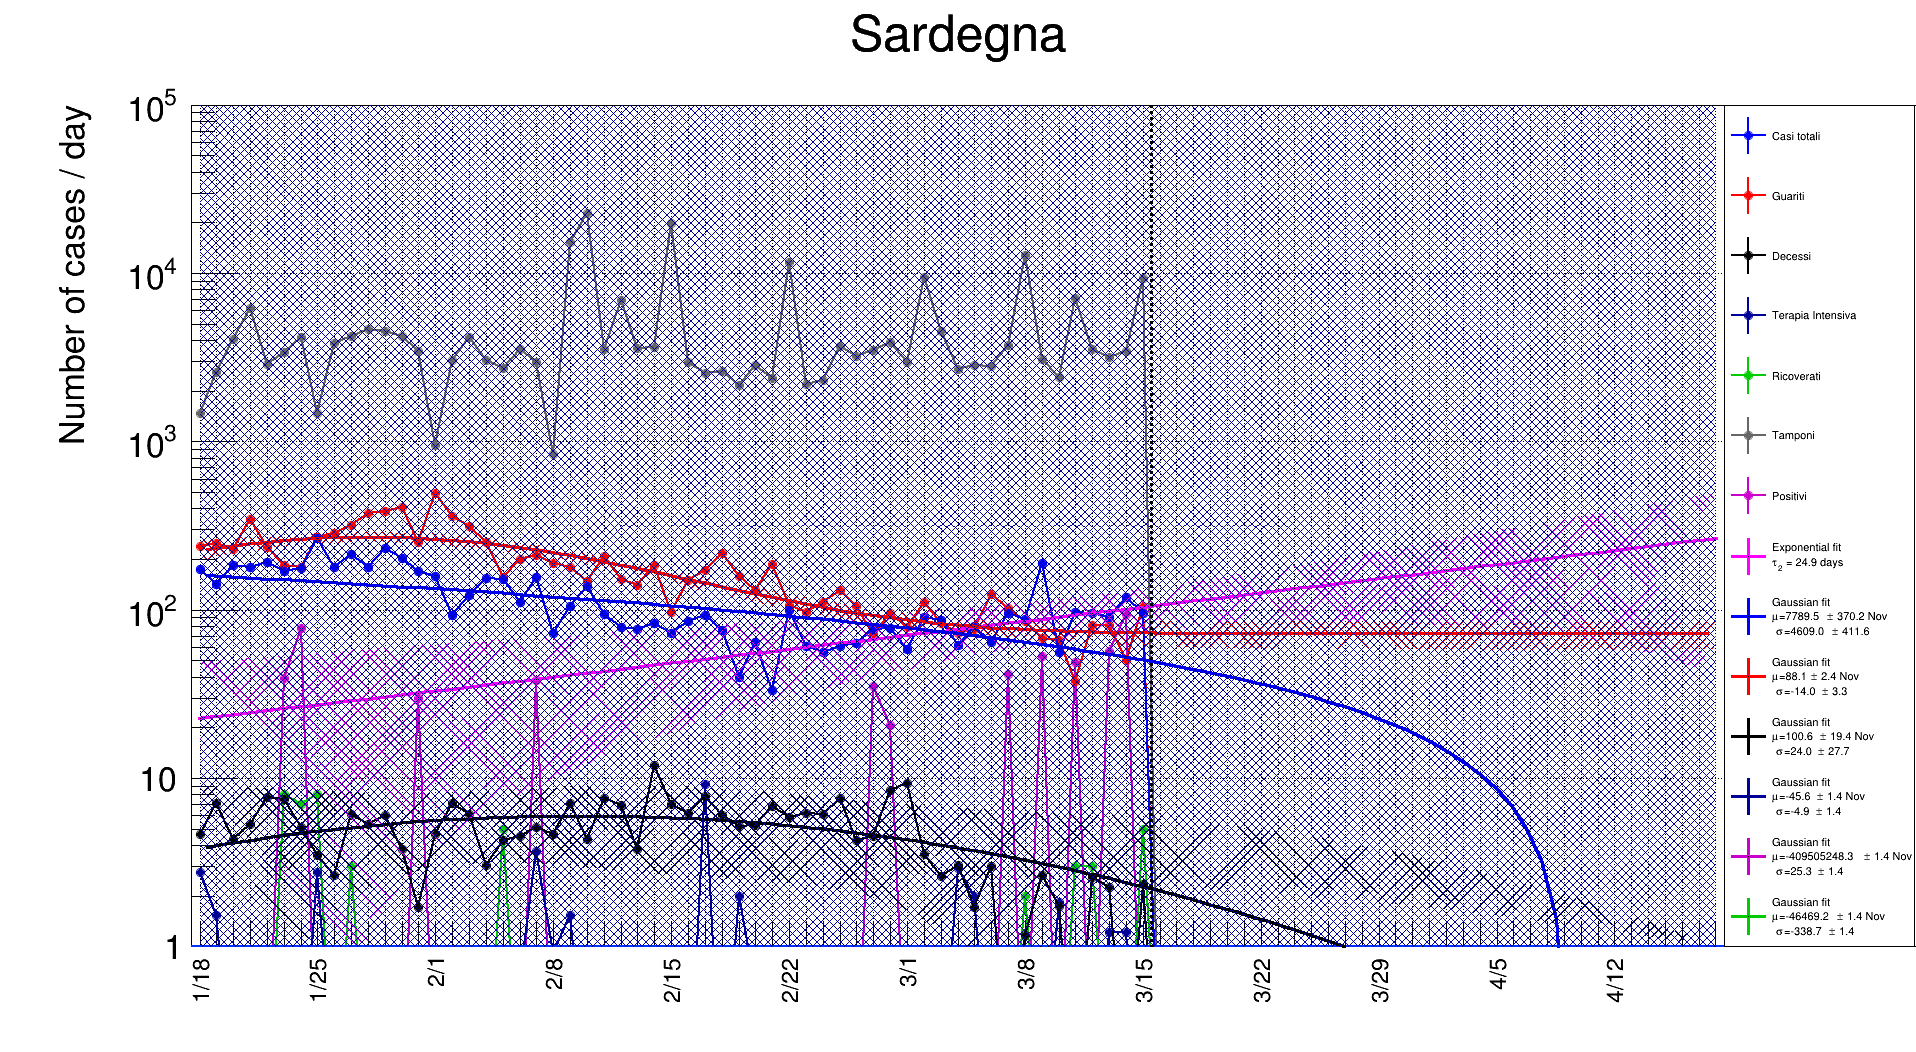 Sardegna
Number of cases / day
10^5
10^4
10^3
10^2
10
1
1/18
1/25
2/1
2/8
2/15
2/22
3/1
3/8
3/15
3/22
3/29
4/5
4/12
Casi totali
Guariti
Decessi
Terapia Intensiva
Ricoverati
Tamponi
Positivi
Exponential fit
τ_2 = 24.9 days
Gaussian fit
μ=7789.5 ± 370.2 Nov
σ=4609.0 ± 411.6
Gaussian fit
μ=88.1 ± 2.4 Nov
σ=-14.0 ± 3.3
Gaussian fit
μ=100.6 ± 19.4 Nov
σ=24.0 ± 27.7
Gaussian fit
μ=-45.6 ± 1.4 Nov
σ=-4.9 ± 1.4
Gaussian fit
μ=-409505248.3 ± 1.4 Nov
σ=25.3 ± 1.4
Gaussian fit
μ=-46469.2 ± 1.4 Nov
σ=-338.7 ± 1.4